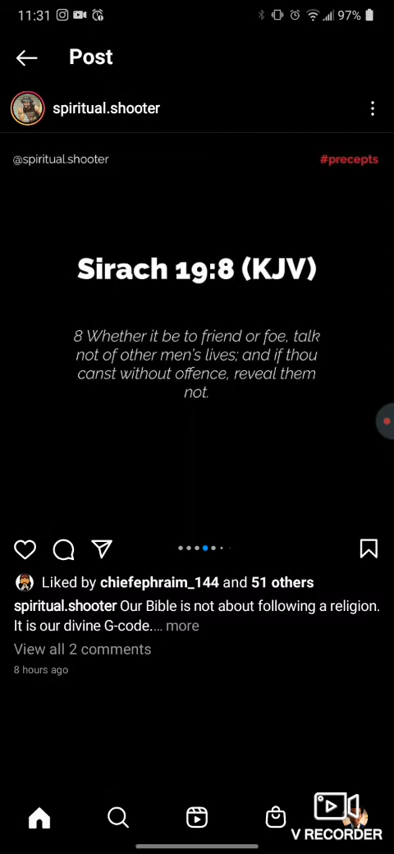 11:31 97%
Post
spiritual.shooter
@spiritual.shooter #precepts
Sirach 19:8 (KJV)
8 Whether it be to friend or foe, talk
not of other men's lives; and if thou
canst without offence, reveal them
not.
Liked by chiefephraim_144 and 51 others
spiritual.shooter Our Bible is not about following a religion.
It is our divine G-code.... more
View all 2 comments
8 hours ago
V RECORDER